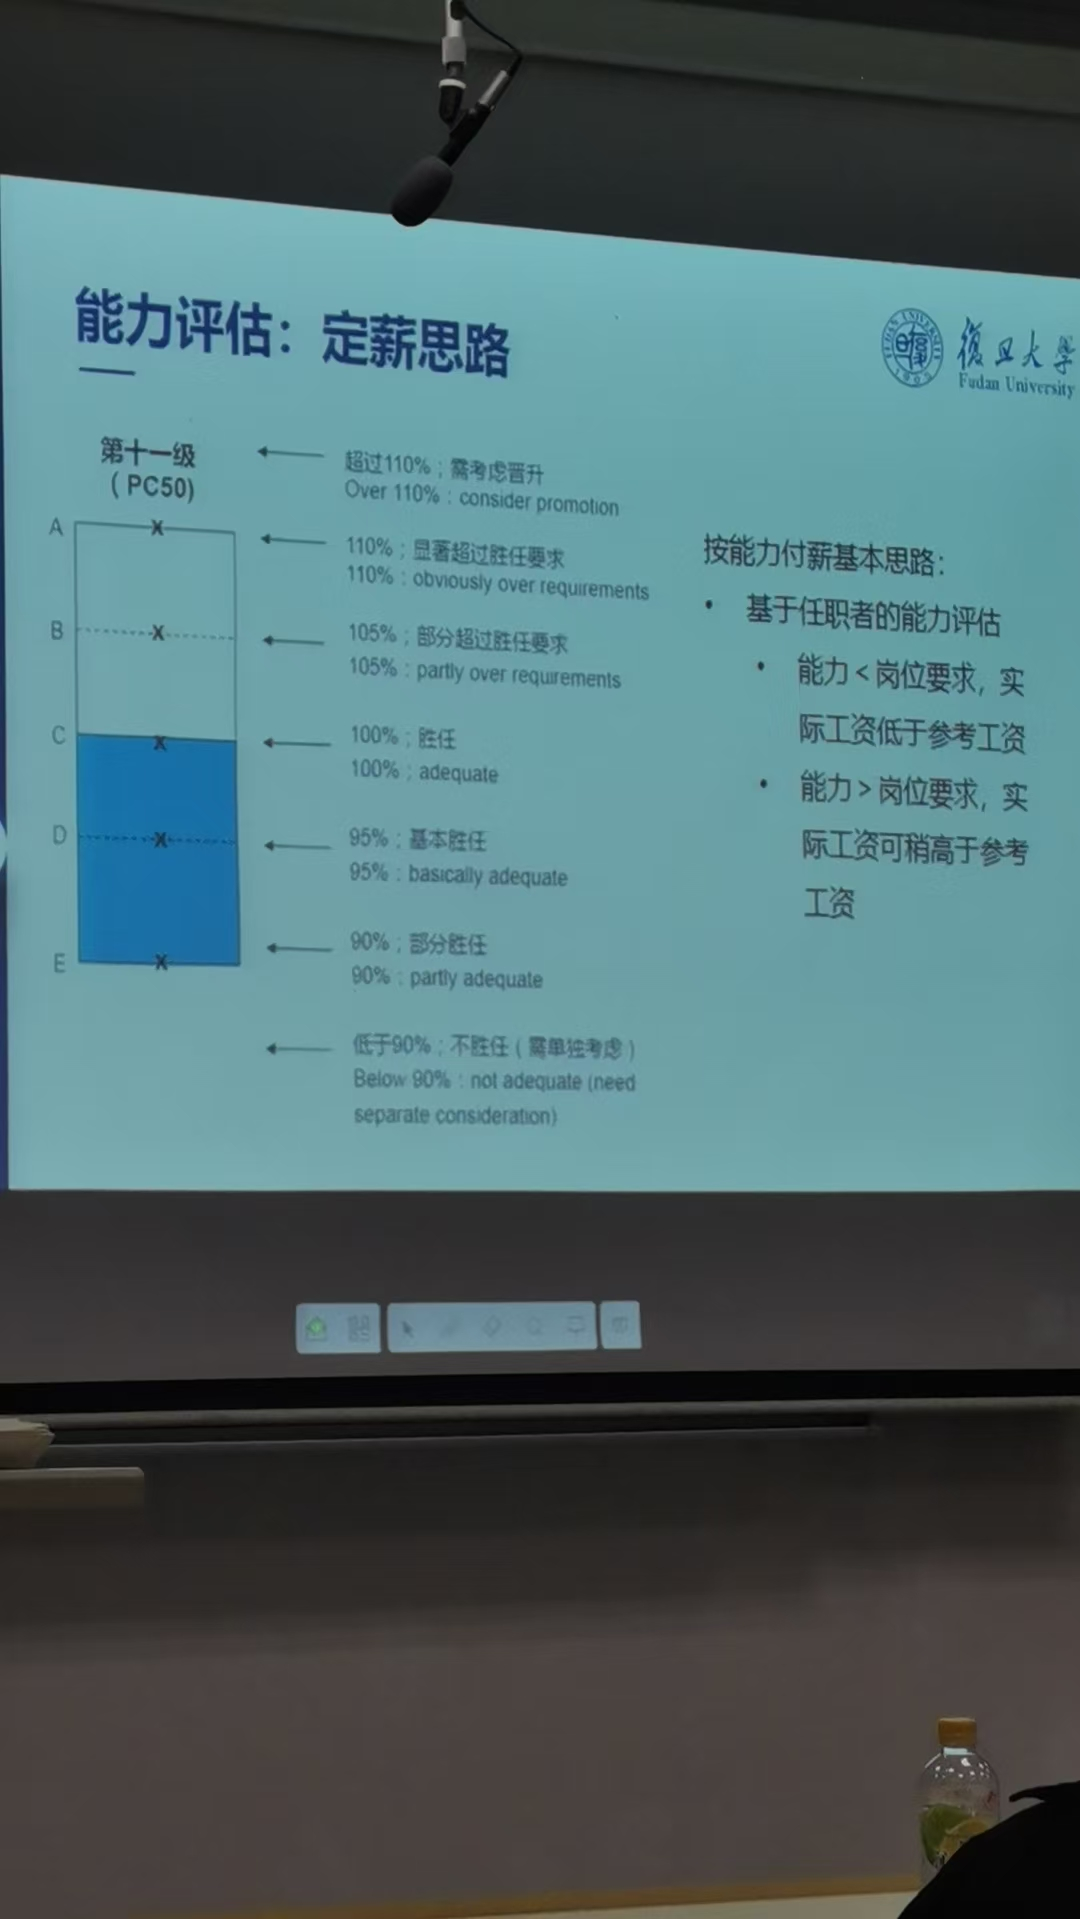 能力评估：定薪思路
復旦大学
Fudan University
第十一级
（PC50)
超过110%；需考虑晋升
Over 110%：consider promotion
A
X
110%；显著超过胜任要求
110%：obviously over requirements
B
X
105%；部分超过胜任要求
105%：partly over requirements
C
X
100%；胜任
100%；adequate
D
X
95%；基本胜任
95%：basically adequate
E
X
90%；部分胜任
90%：partly adequate
低于90%；不胜任（需单独考虑）
Below 90%：not adequate (need
separate consideration)
按能力付薪基本思路：
• 基于任职者的能力评估
• 能力＜岗位要求，实
际工资低于参考工资
• 能力＞岗位要求，实
际工资可稍高于参考
工资